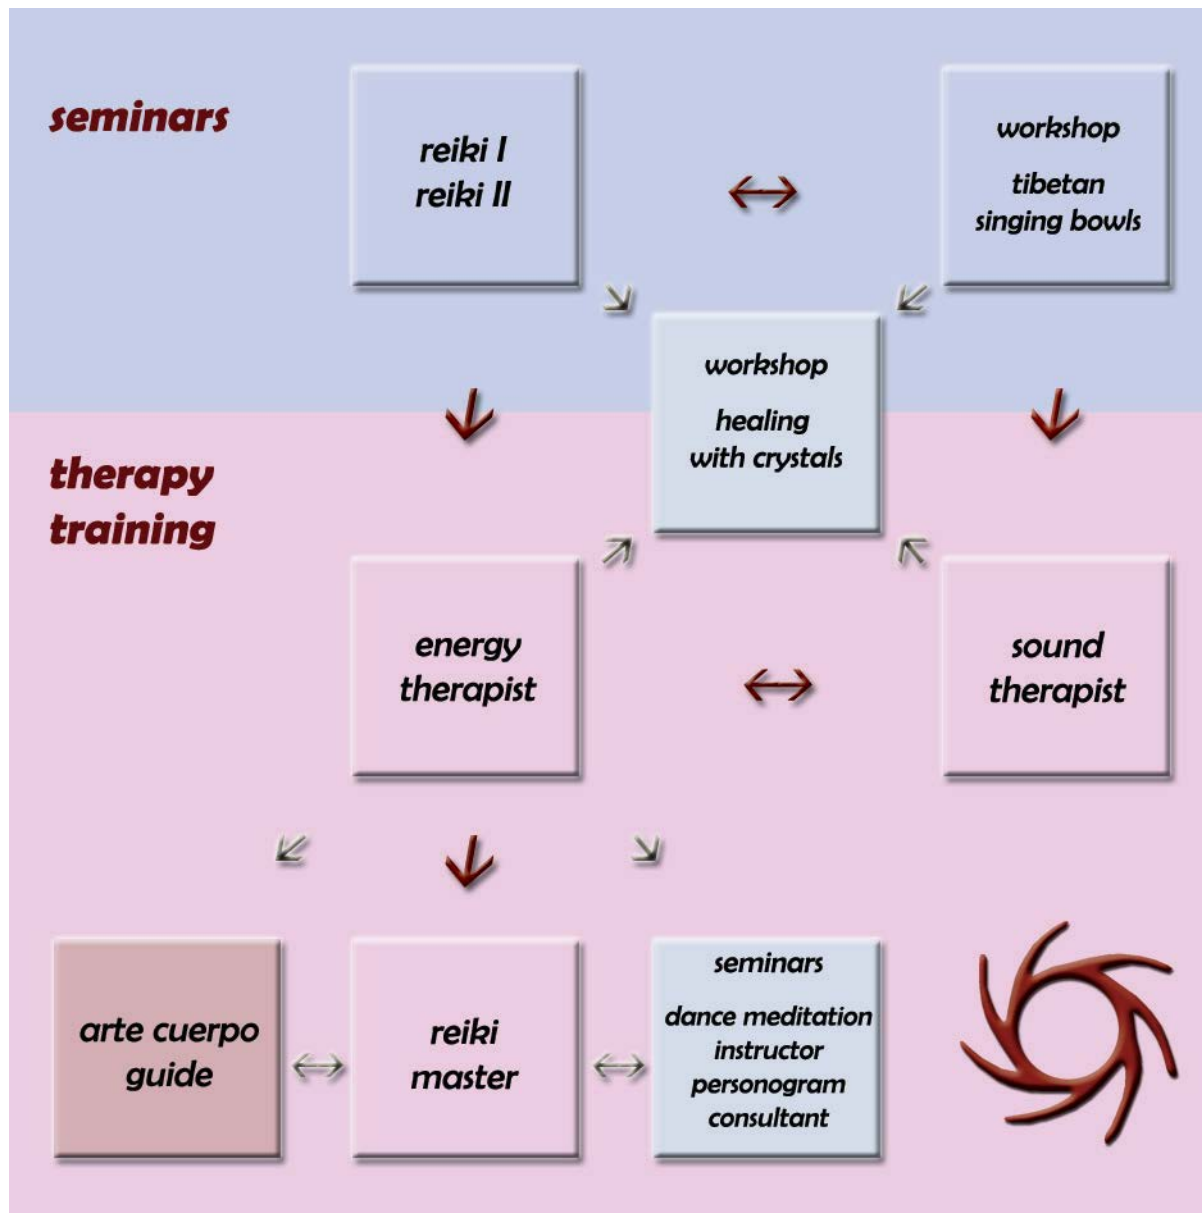 seminars
reiki I
reiki II
workshop
tibetan
singing bowls
workshop
healing
with crystals
therapy
training
energy
therapist
sound
therapist
arte cuerpo
guide
reiki
master
seminars
dance meditation
instructor
personogram
consultant